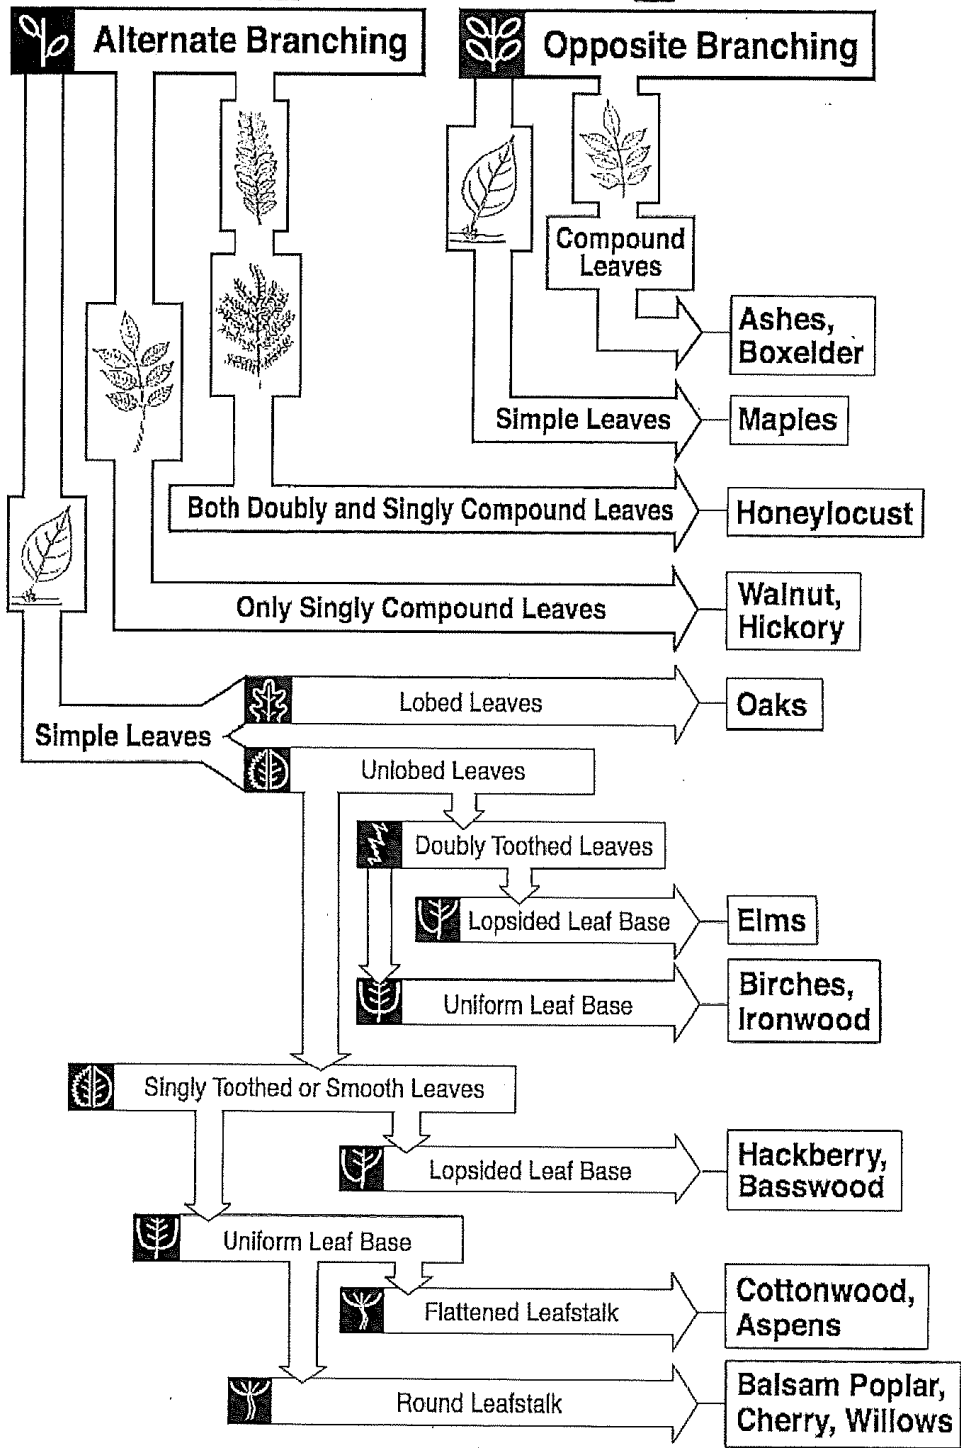 Alternate Branching
Opposite Branching
Compound
Leaves
Ashes,
Boxelder
Simple Leaves
Maples
Both Doubly and Singly Compound Leaves
Honeylocust
Only Singly Compound Leaves
Walnut,
Hickory
Lobed Leaves
Oaks
Simple Leaves
Unlobed Leaves
Doubly Toothed Leaves
Lopsided Leaf Base
Elms
Uniform Leaf Base
Birches,
Ironwood
Singly Toothed or Smooth Leaves
Lopsided Leaf Base
Hackberry,
Basswood
Uniform Leaf Base
Flattened Leafstalk
Cottonwood,
Aspens
Round Leafstalk
Balsam Poplar,
Cherry, Willows